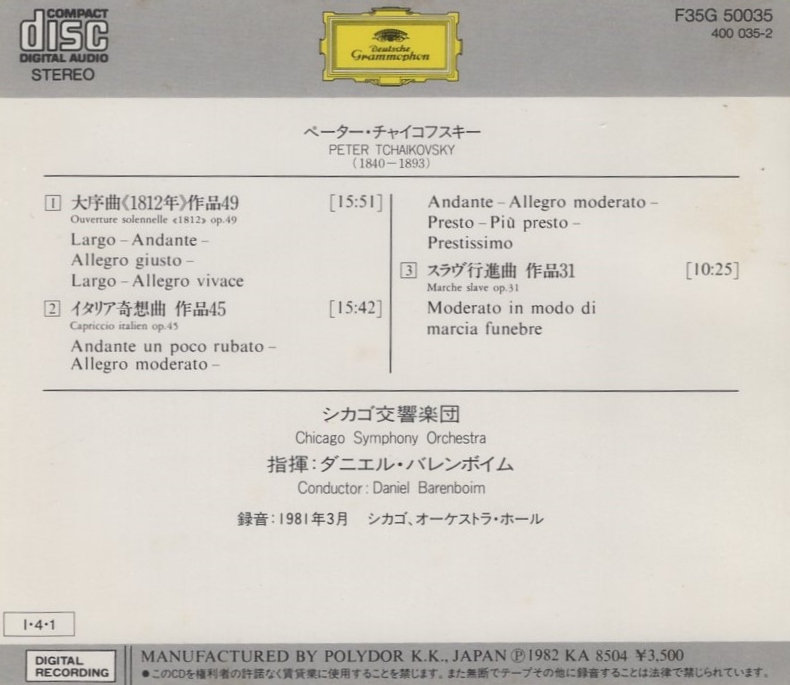 COMPACT
disc
DIGITAL AUDIO
STEREO
Deutsche
Grammophon
F35G 50035
400 035-2
ペーター・チャイコフスキー
PETER TCHAIKOVSKY
(1840–1893)
1 大序曲《1812年》作品49 [15:51]
Ouverture solennelle «1812» op.49
Largo – Andante –
Allegro giusto –
Largo – Allegro vivace
2 イタリア奇想曲 作品45 [15:42]
Capriccio italien op.45
Andante un poco rubato –
Allegro moderato –
Andante – Allegro moderato –
Presto – Più presto –
Prestissimo
3 スラヴ行進曲 作品31 [10:25]
Marche slave op.31
Moderato in modo di
marcia funebre
シカゴ交響楽団
Chicago Symphony Orchestra
指揮:ダニエル・バレンボイム
Conductor: Daniel Barenboim
録音:1981年3月 シカゴ、オーケストラ・ホール
I·4·1
DIGITAL
RECORDING
MANUFACTURED BY POLYDOR K.K., JAPAN Ⓟ1982 KA 8504 ¥3,500
●このCDを権利者の許諾なく賃貸業に使用することを禁じます。また無断でテープその他に録音することは法律で禁じられています。